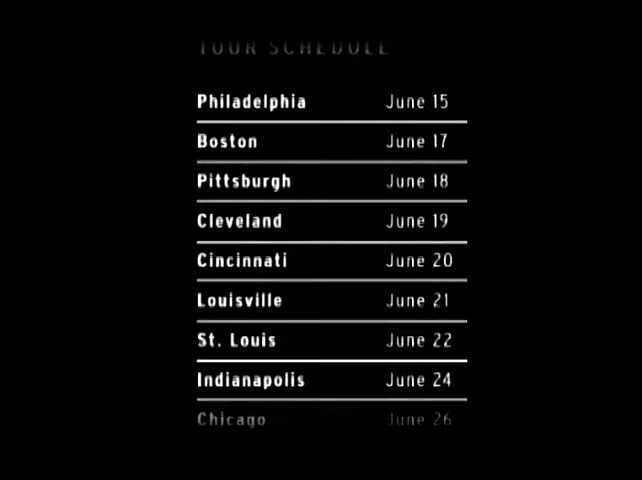 TOUR SCHEDULE
Philadelphia June 15
Boston June 17
Pittsburgh June 18
Cleveland June 19
Cincinnati June 20
Louisville June 21
St. Louis June 22
Indianapolis June 24
Chicago June 26